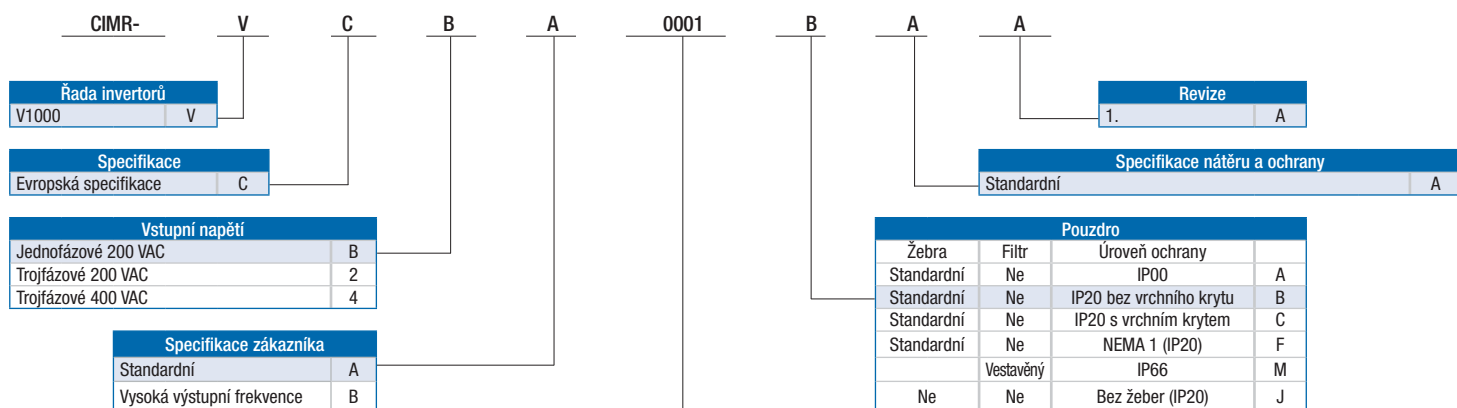 CIMR- V C B A 0001 B A A
Řada invertorů
V1000 V
Revize
1. A
Specifikace
Evropská specifikace C
Specifikace nátěru a ochrany
Standardní A
Vstupní napětí
Jednofázové 200 VAC B
Trojfázové 200 VAC 2
Trojfázové 400 VAC 4
Pouzdro
Žebra Filtr Úroveň ochrany
Standardní Ne IP00 A
Standardní Ne IP20 bez vrchního krytu B
Standardní Ne IP20 s vrchním krytem C
Standardní Ne NEMA 1 (IP20) F
Vestavěný IP66 M
Ne Ne Bez žeber (IP20) J
Specifikace zákazníka
Standardní A
Vysoká výstupní frekvence B